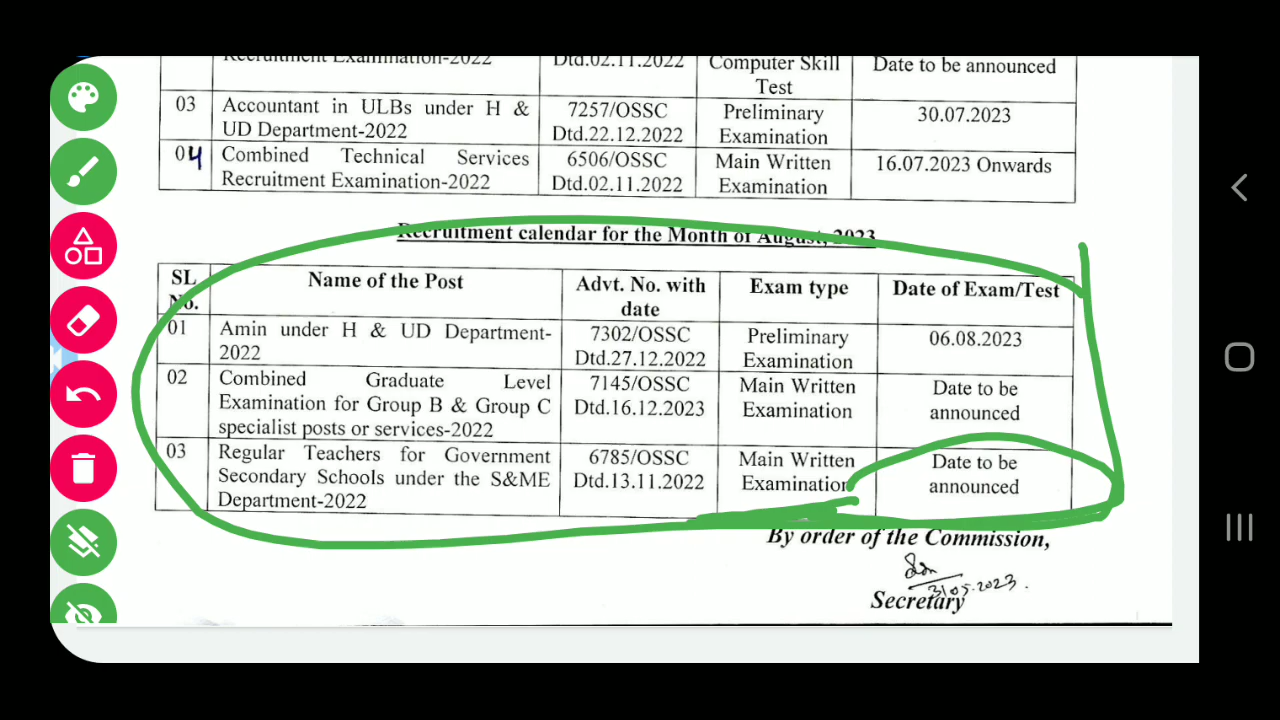 Recruitment Examination-2022 Dtd.02.11.2022 Computer Skill Test Date to be announced
03 Accountant in ULBs under H & 7257/OSSC Preliminary 30.07.2023
UD Department-2022 Dtd.22.12.2022 Examination
04 Combined Technical Services 6506/OSSC Main Written 16.07.2023 Onwards
Recruitment Examination-2022 Dtd.02.11.2022 Examination
Recruitment calendar for the Month of August, 2023
SL Name of the Post Advt. No. with Exam type Date of Exam/Test
No. date
01 Amin under H & UD Department- 7302/OSSC Preliminary 06.08.2023
2022 Dtd.27.12.2022 Examination
02 Combined Graduate Level 7145/OSSC Main Written Date to be
Examination for Group B & Group C Dtd.16.12.2023 Examination announced
specialist posts or services-2022
03 Regular Teachers for Government 6785/OSSC Main Written Date to be
Secondary Schools under the S&ME Dtd.13.11.2022 Examination announced
Department-2022
By order of the Commission,
31.05.2023.
Secretary